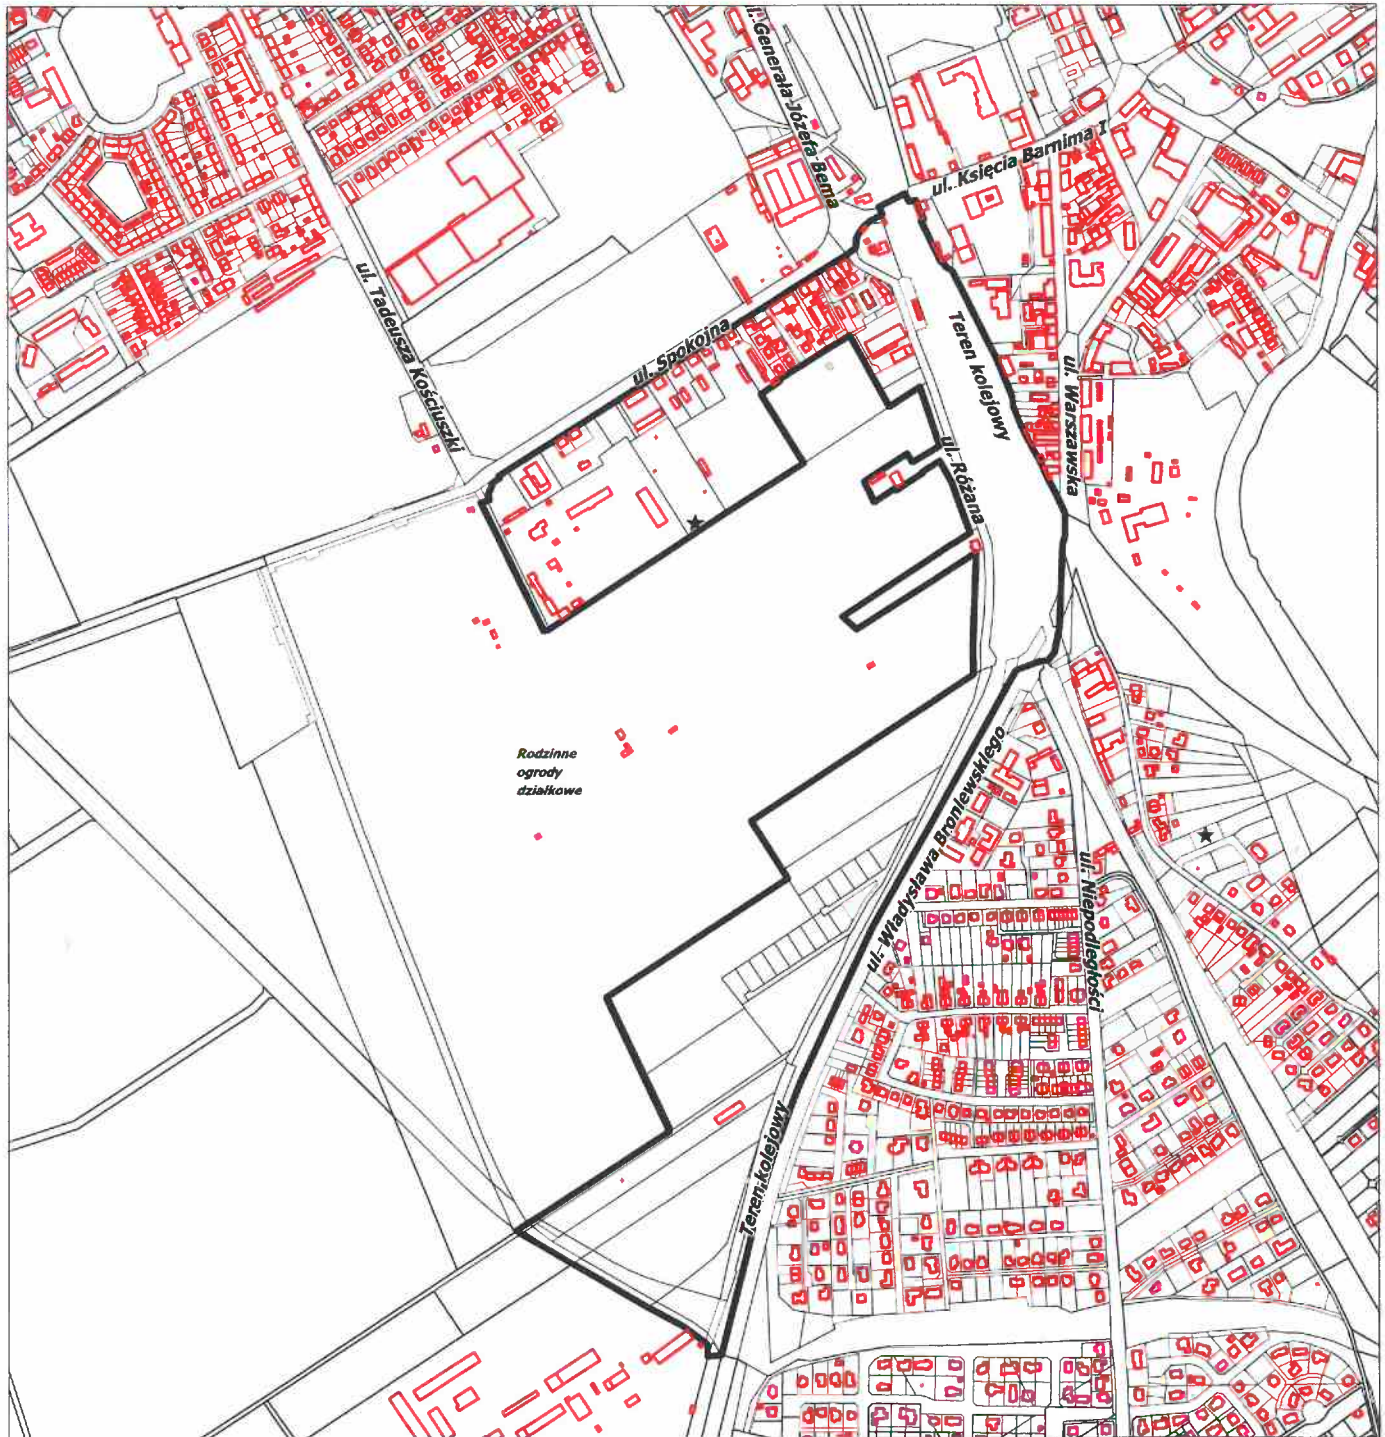 ul. Generała Józefa Bema
ul. Księcia Barnima I
ul. Tadeusza Kościuszki
ul. Spokojna
Teren kolejowy
ul. Warszawska
ul. Różana
Rodzinne
ogrody
działkowe
ul. Władysława Broniewskiego
ul. Niepodległości
Teren kolejowy